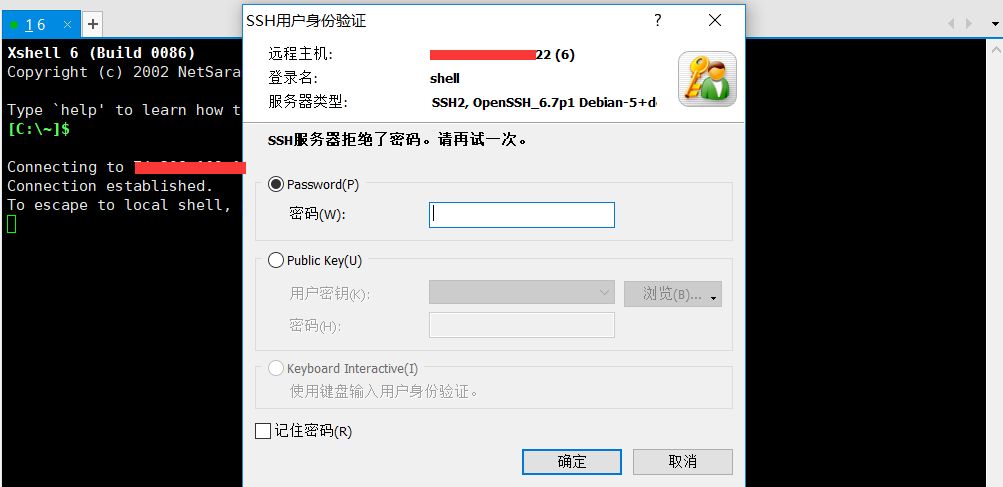 1 6
+
Xshell 6 (Build 0086)
Copyright (c) 2002 NetSara
Type `help' to learn how t
[C:\~]$
Connecting to
Connection established.
To escape to local shell,
SSH用户身份验证
?
远程主机:
22 (6)
登录名:
shell
服务器类型:
SSH2, OpenSSH_6.7p1 Debian-5+d
SSH服务器拒绝了密码。请再试一次。
Password(P)
密码(W):
Public Key(U)
用户密钥(K):
浏览(B)...
密码(H):
Keyboard Interactive(I)
使用键盘输入用户身份验证。
记住密码(R)
确定
取消